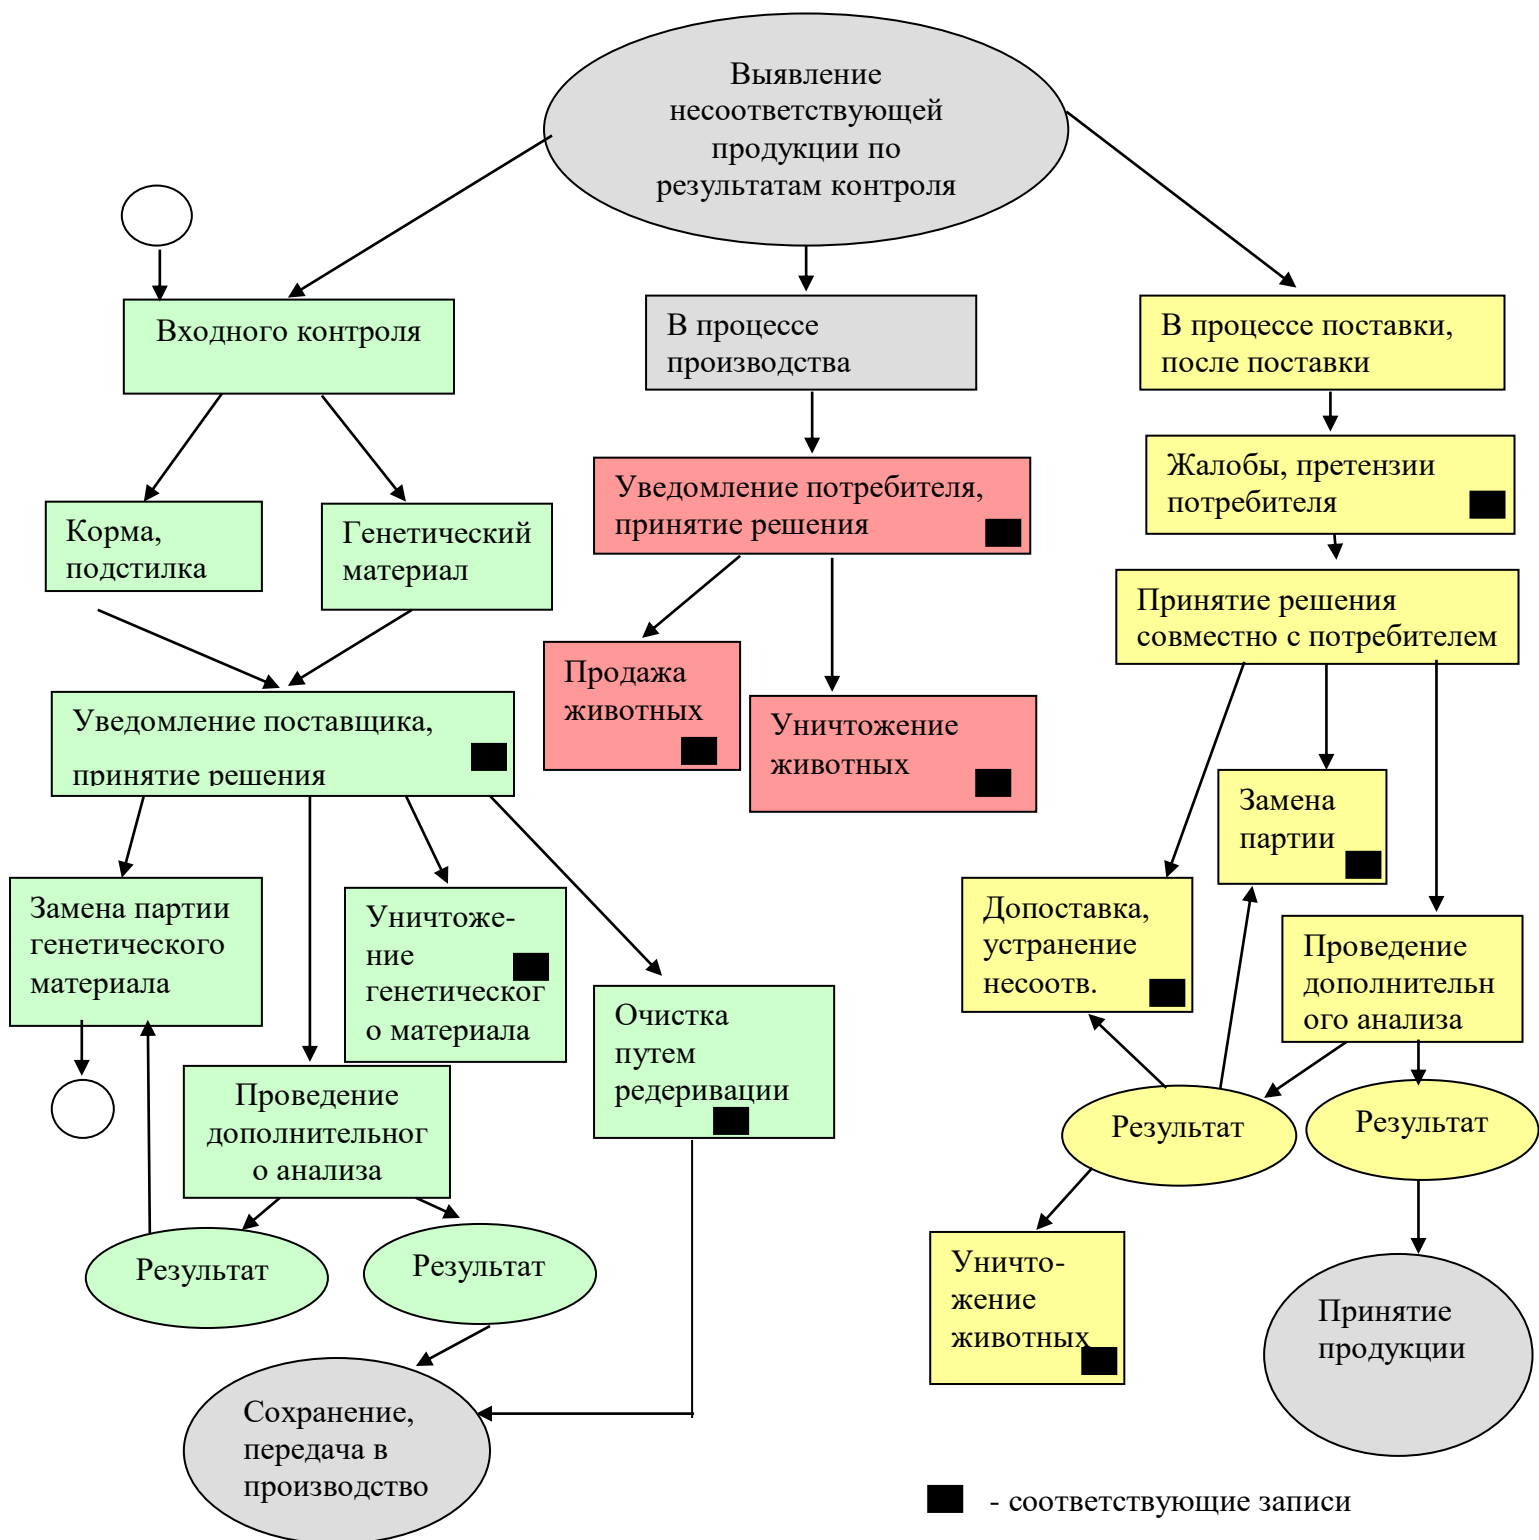 Выявление
несоответствующей
продукции по
результатам контроля
Входного контроля
В процессе
производства
В процессе поставки,
после поставки
Жалобы, претензии
потребителя
Уведомление потребителя,
принятие решения
Корма,
подстилка
Генетический
материал
Принятие решения
совместно с потребителем
Продажа
животных
Уничтожение
животных
Уведомление поставщика,
принятие решения
Замена
партии
Замена партии
генетического
материала
Уничтоже-
ние
генетическог
о материала
Допоставка,
устранение
несоотв.
Проведение
дополнительн
ого анализа
Очистка
путем
редеривации
Проведение
дополнительног
о анализа
Результат
Результат
Результат
Результат
Уничто-
жение
животных
Принятие
продукции
Сохранение,
передача в
производство
- соответствующие записи